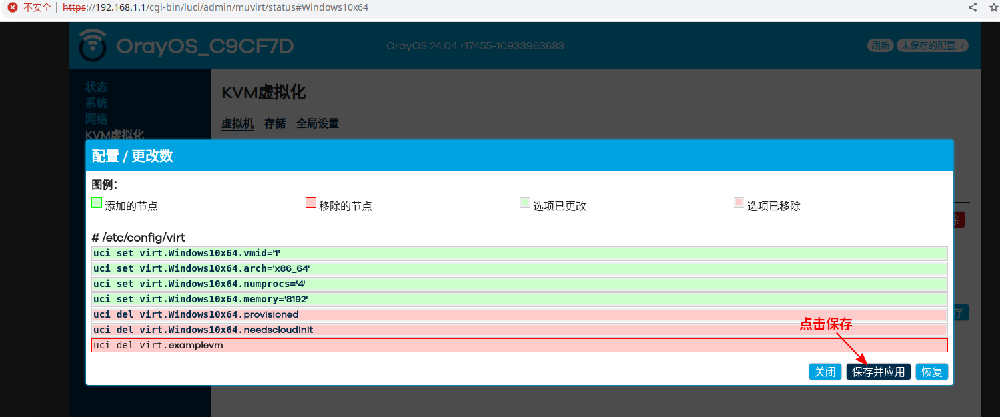 不安全 https://192.168.1.1/cgi-bin/luci/admin/muvirt/status#Windows10x64
OrayOS_C9CF7D
OrayOS 24.04 r17455-10933963683
刷新
未保存的配置: 7
状态
系统
网络
KVM虚拟化
KVM虚拟化
虚拟机 存储 全局设置
配置 / 更改数
图例：
添加的节点 移除的节点 选项已更改 选项已移除
# /etc/config/virt
uci set virt.Windows10x64.vmid='1'
uci set virt.Windows10x64.arch='x86_64'
uci set virt.Windows10x64.numprocs='4'
uci set virt.Windows10x64.memory='8192'
uci del virt.Windows10x64.provisioned
uci del virt.Windows10x64.needscloudinit
uci del virt.examplevm
除
存
点击保存
关闭 保存并应用 恢复